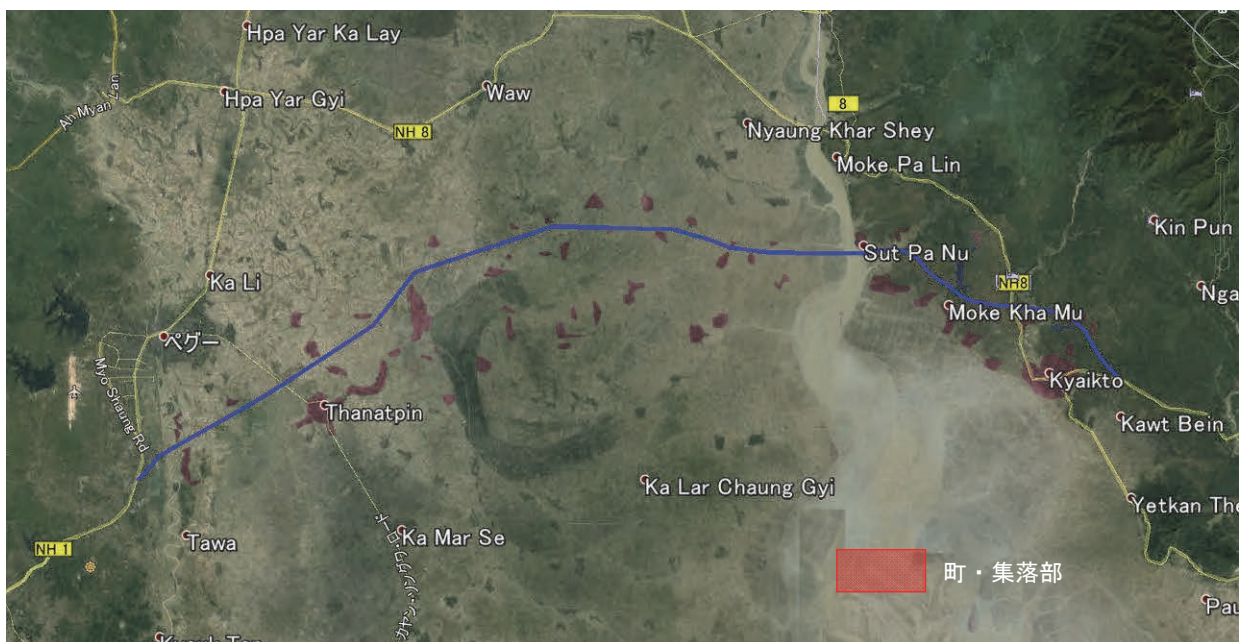 Hpa Yar Ka Lay
Ah Myan Lan
Hpa Yar Gyi
Waw
NH 8
8
Nyaung Khar Shey
Moke Pa Lin
Kin Pun
Sut Pa Nu
Ka Li
NH8
Nga
Moke Kha Mu
ペグー
Myo Shaung Rd
Kyaikto
Thanatpin
Kawt Bein
Ka Lar Chaung Gyi
Yetkan The
Tawa
Ka Mar Se
NH 1
町・集落部
Pau